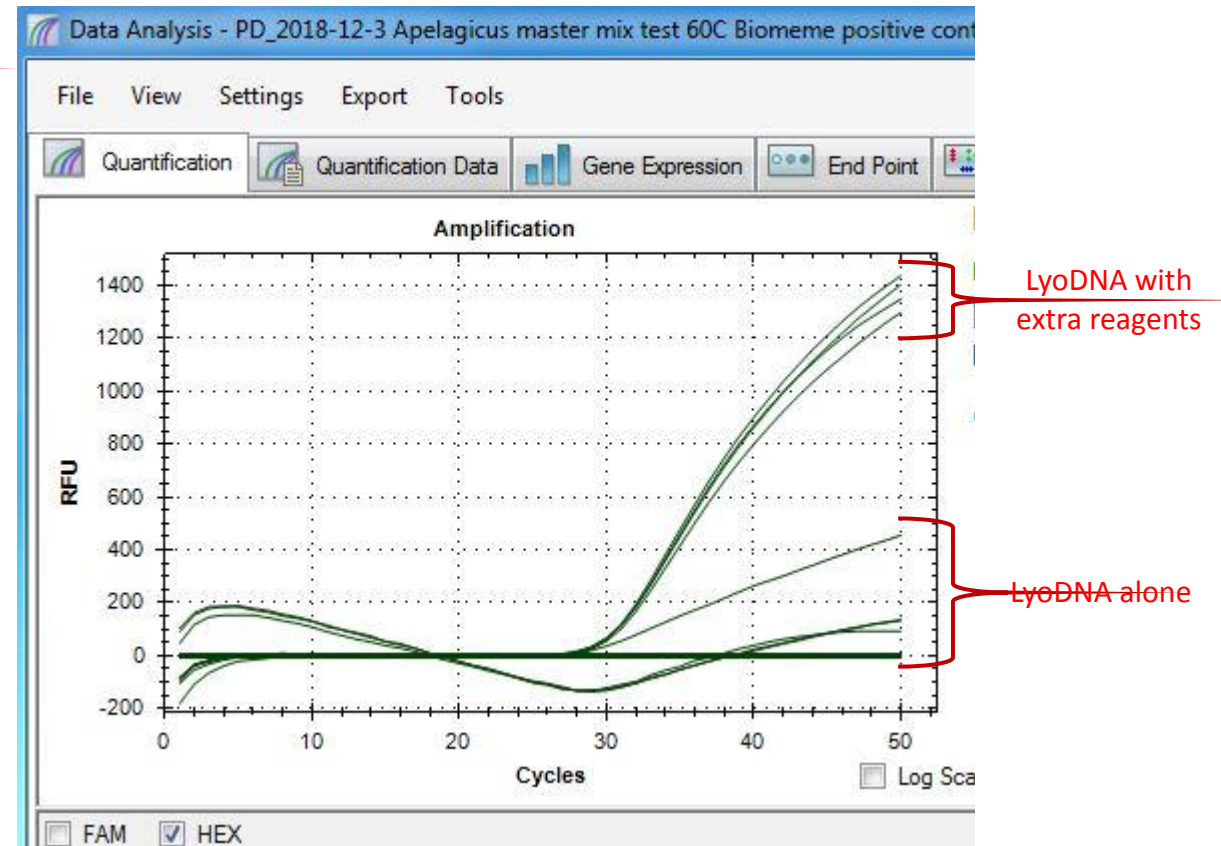 Data Analysis - PD_2018-12-3 Apelagicus master mix test 60C Biomeme positive
File View Settings Export Tools
Quantification Quantification Data Gene Expression End Point
Amplification
1400
1200
1000
800
600
400
200
0
-200
RFU
0 10 20 30 40 50
Cycles
Log
FAM HEX
LyoDNA with
extra reagents
LyoDNA alone